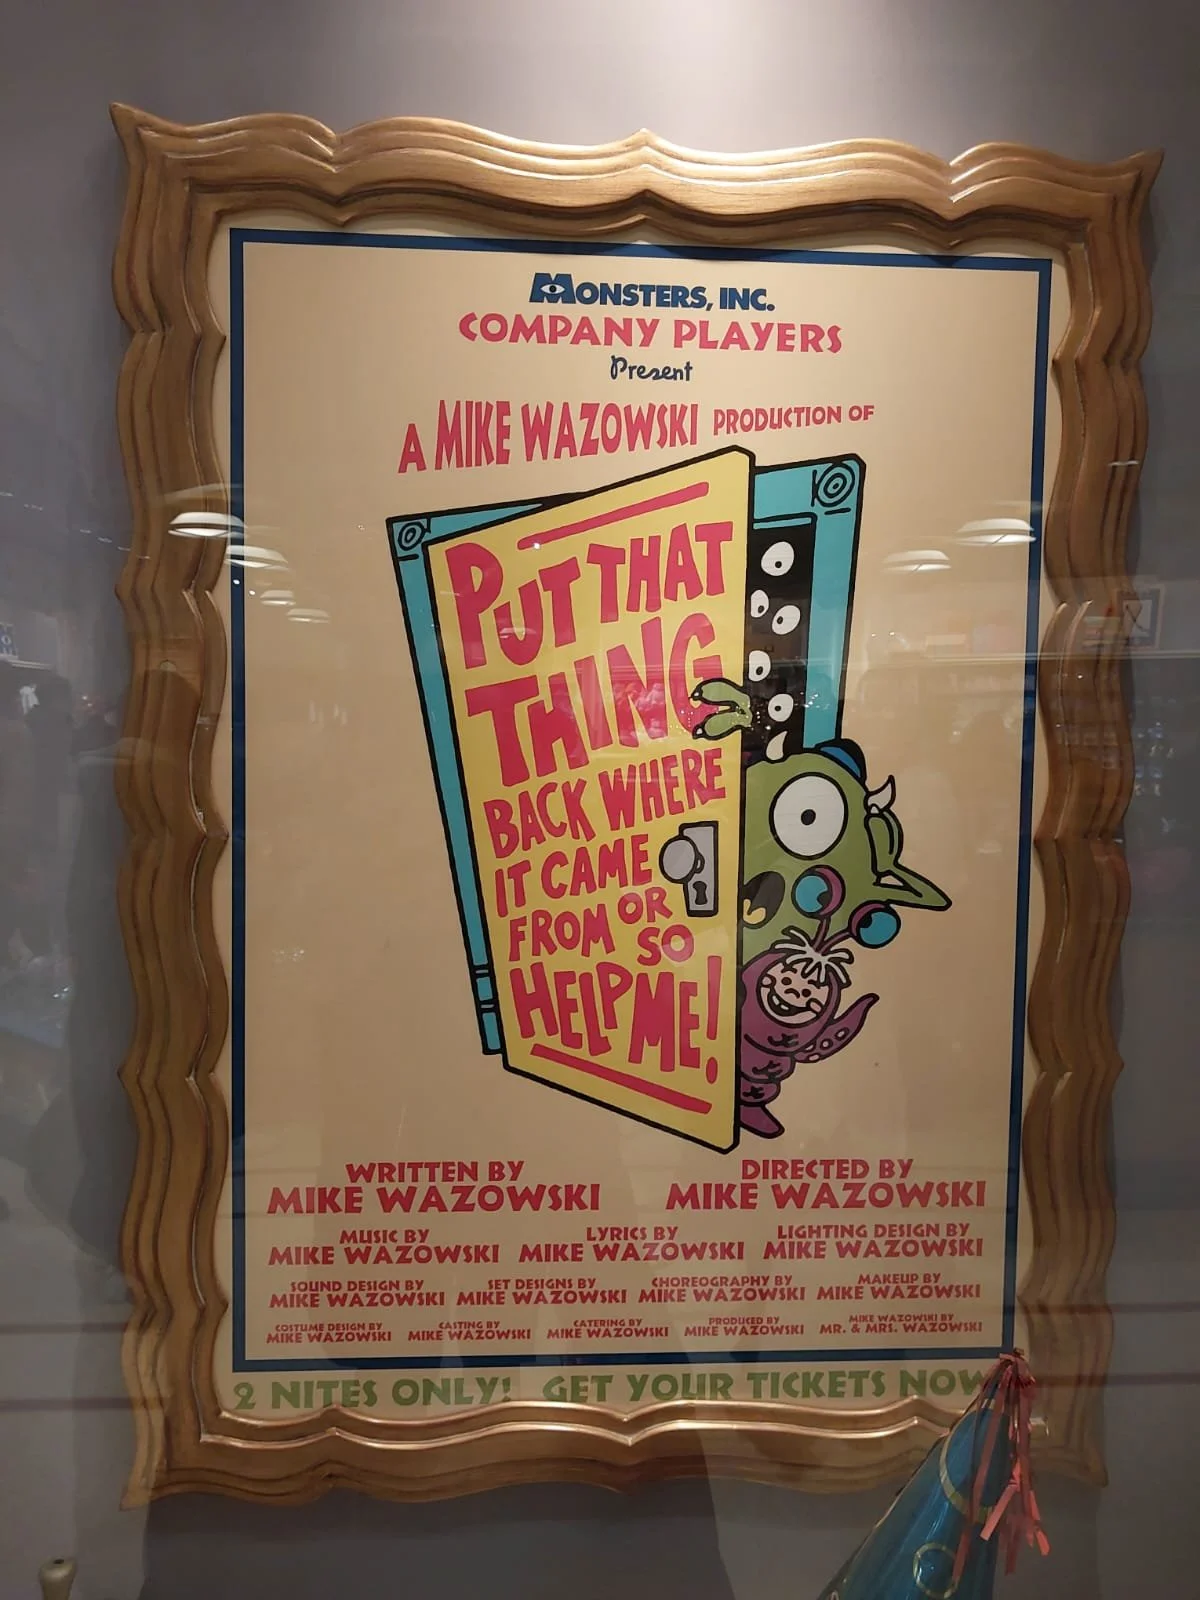 MONSTERS, INC.
COMPANY PLAYERS
Present
A MIKE WAZOWSKI PRODUCTION OF
PUT THAT
THING
BACK WHERE
IT CAME
FROM OR
SO
HELP ME!
WRITTEN BY
MIKE WAZOWSKI
DIRECTED BY
MIKE WAZOWSKI
MUSIC BY
MIKE WAZOWSKI
LYRICS BY
MIKE WAZOWSKI
LIGHTING DESIGN BY
MIKE WAZOWSKI
SOUND DESIGN BY
MIKE WAZOWSKI
SET DESIGNS BY
MIKE WAZOWSKI
CHOREOGRAPHY BY
MIKE WAZOWSKI
MAKEUP BY
MIKE WAZOWSKI
COSTUME DESIGN BY
MIKE WAZOWSKI
CASTING BY
MIKE WAZOWSKI
CATERING BY
MIKE WAZOWSKI
PRODUCED BY
MIKE WAZOWSKI
MIKE WAZOWSKI BY
MR. & MRS. WAZOWSKI
2 NITES ONLY! GET YOUR TICKETS NOW